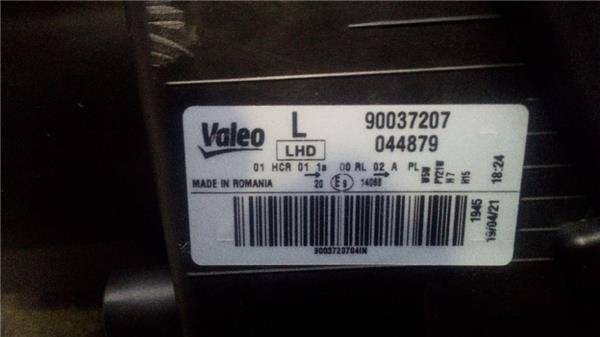 Valeo
L
LHD
90037207
044879
01 HCR 01 1a 00 RL 02 A PL
20 E9 14068
MADE IN ROMANIA
W5W
PY21W
H7
H15
18:24
1945
19/04/21
9003720704IN